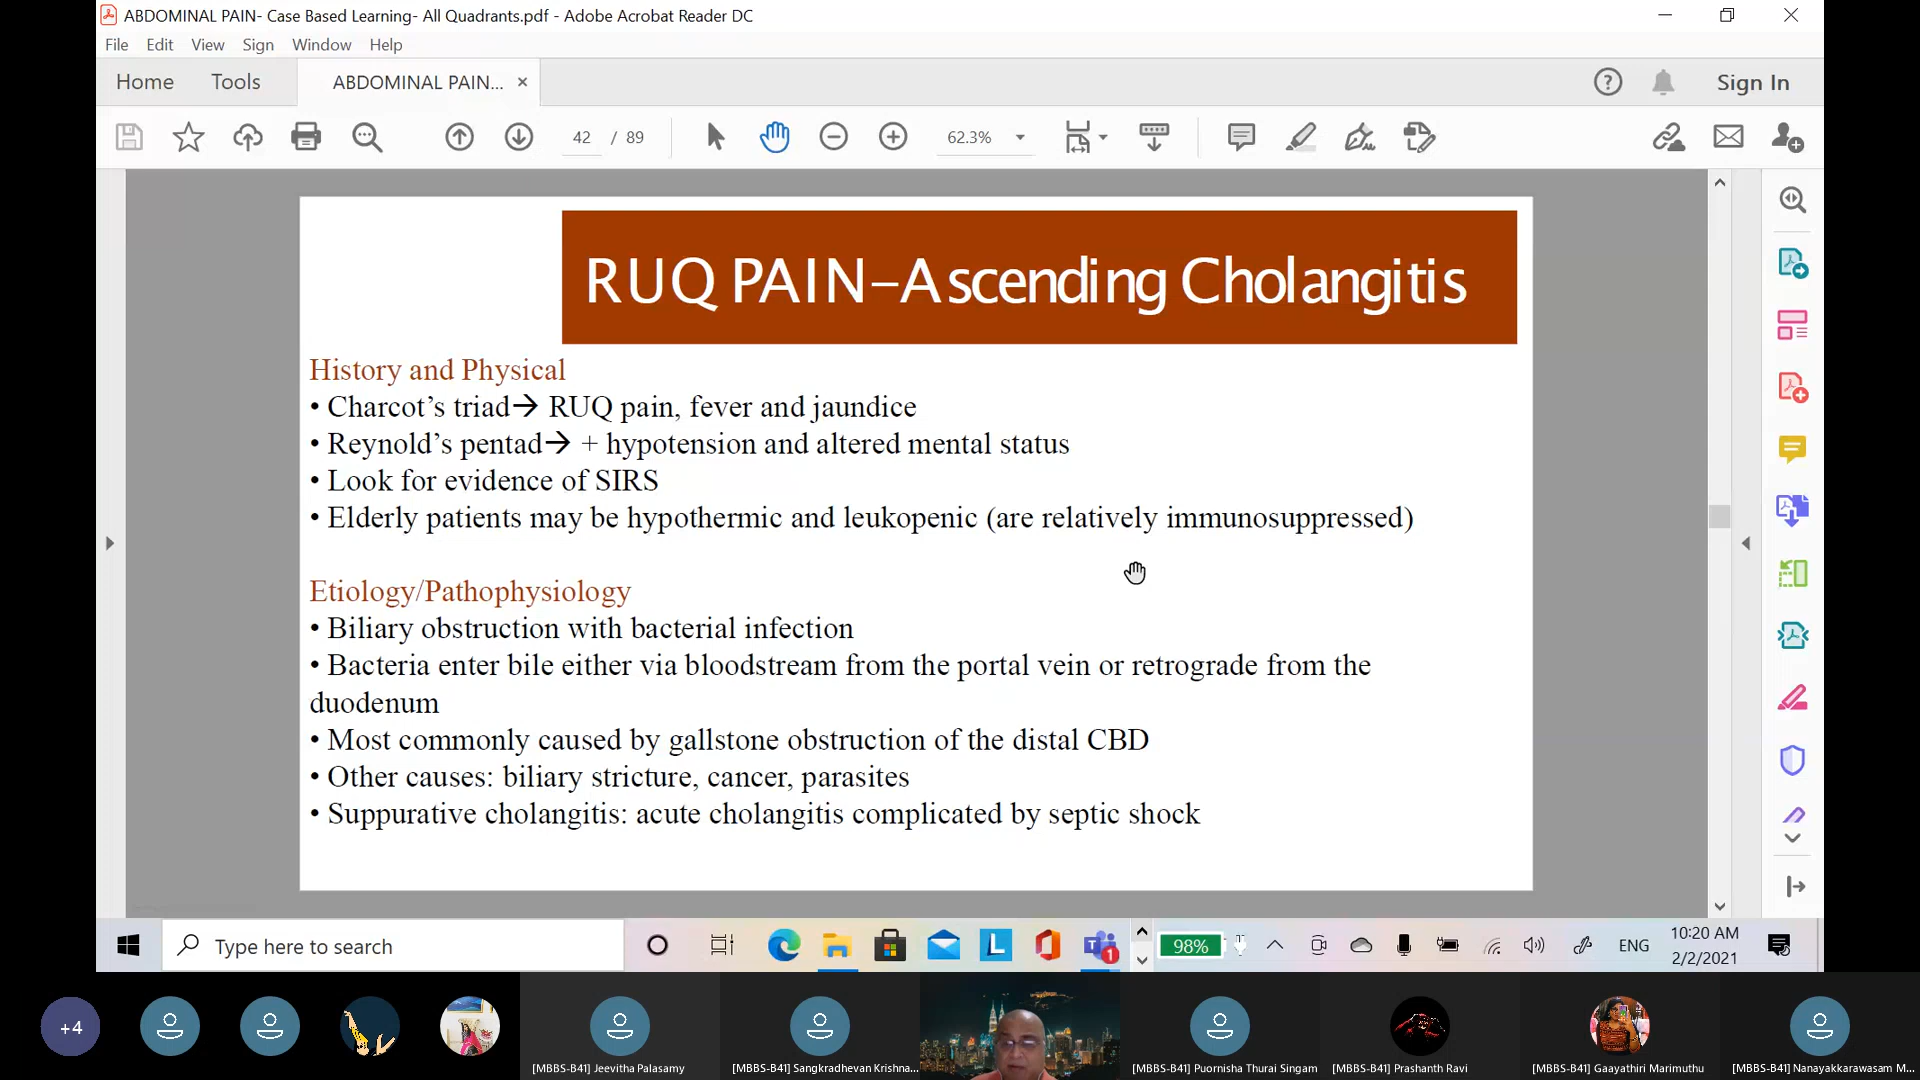 ABDOMINAL PAIN- Case Based Learning- All Quadrants.pdf - Adobe Acrobat Reader DC
File Edit View Sign Window Help
Home Tools ABDOMINAL PAIN... × Sign In
42 / 89 62.3%
RUQ PAIN–Ascending Cholangitis
History and Physical
• Charcot’s triad→ RUQ pain, fever and jaundice
• Reynold’s pentad→ + hypotension and altered mental status
• Look for evidence of SIRS
• Elderly patients may be hypothermic and leukopenic (are relatively immunosuppressed)
Etiology/Pathophysiology
• Biliary obstruction with bacterial infection
• Bacteria enter bile either via bloodstream from the portal vein or retrograde from the
duodenum
• Most commonly caused by gallstone obstruction of the distal CBD
• Other causes: biliary stricture, cancer, parasites
• Suppurative cholangitis: acute cholangitis complicated by septic shock
Type here to search
L
1
98%
ENG
10:20 AM
2/2/2021
+4
[MBBS-B41] Jeevitha Palasamy
[MBBS-B41] Sangkradhevan Krishna...
[MBBS-B41] Puornisha Thurai Singam
[MBBS-B41] Prashanth Ravi
[MBBS-B41] Gaayathiri Marimuthu
[MBBS-B41] Nanayakkarawasam M...